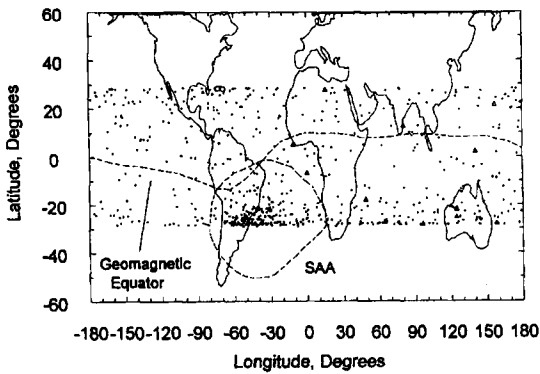 60
40
20
0
-20
-40
-60
Latitude, Degrees
Geomagnetic
Equator
SAA
-180 -150 -120 -90 -60 -30 0 30 60 90 120 150 180
Longitude, Degrees